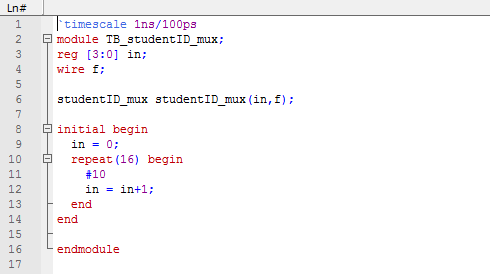 Ln#
1 `timescale 1ns/100ps
2 module TB_studentID_mux;
3 reg [3:0] in;
4 wire f;
5
6 studentID_mux studentID_mux(in,f);
7
8 initial begin
9 in = 0;
10 repeat(16) begin
11 #10
12 in = in+1;
13 end
14 end
15
16 endmodule
17